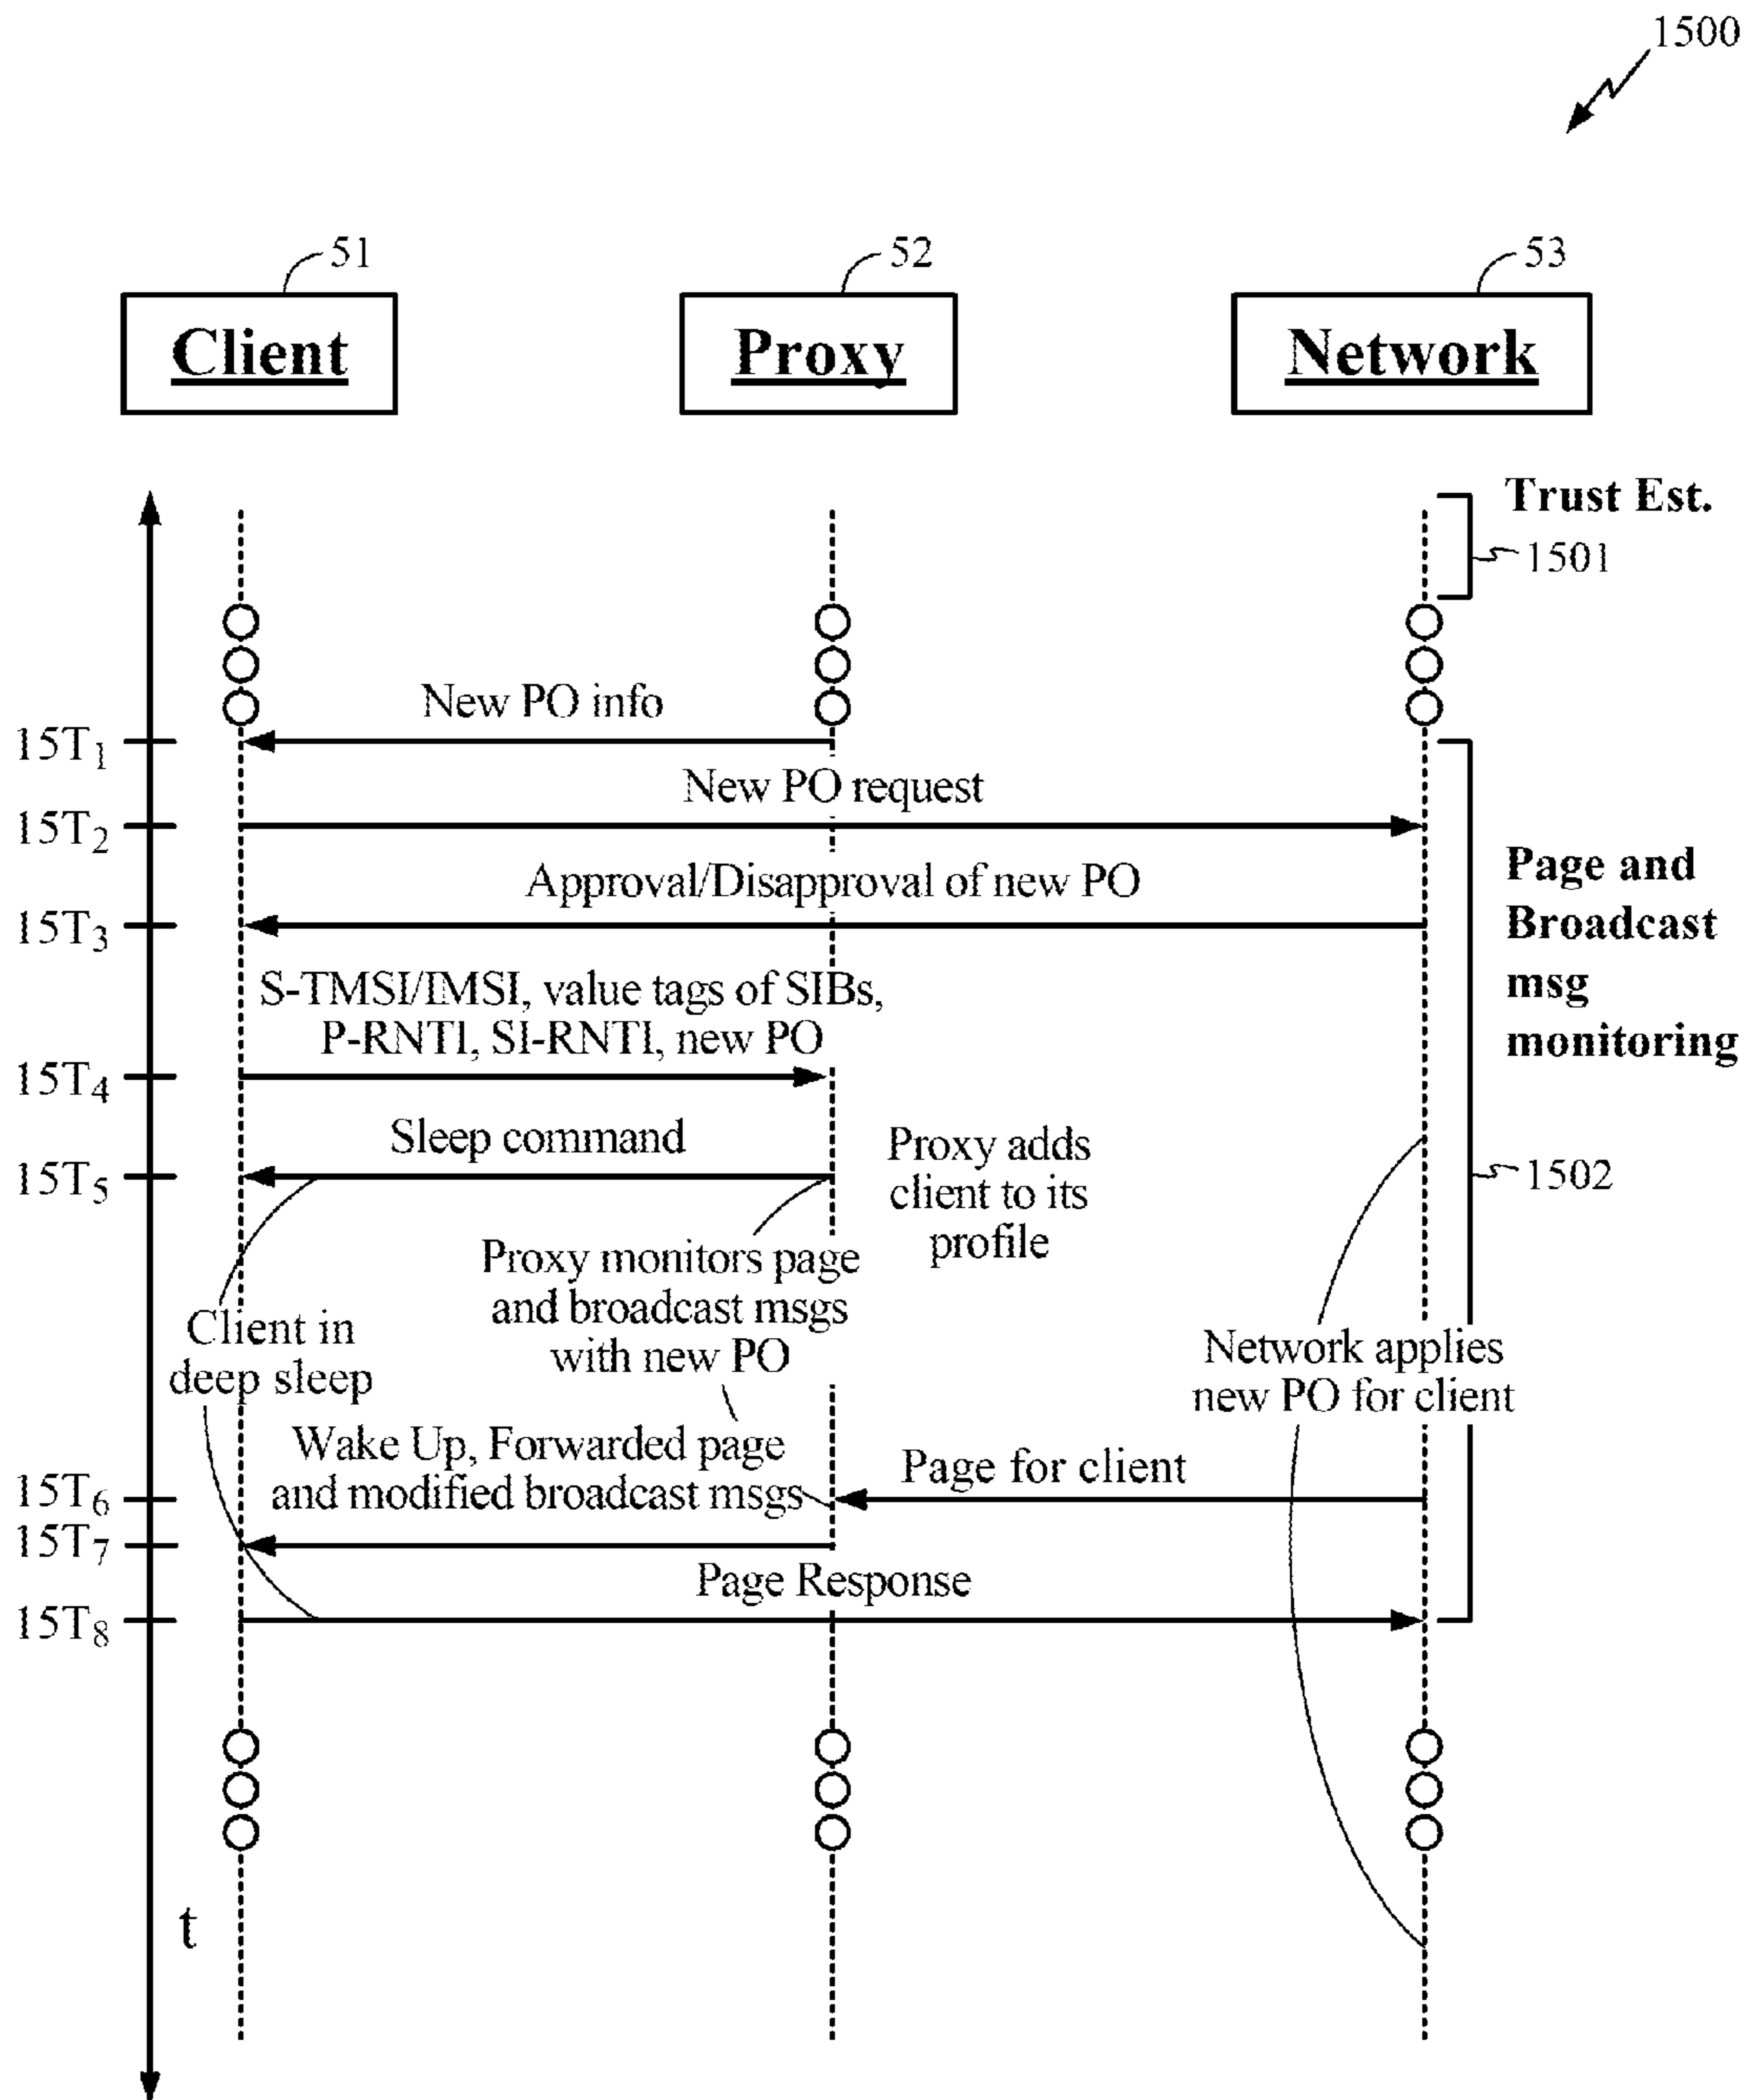 1500
51
52
53
Client
Proxy
Network
Trust Est.
1501
New PO info
15T1
New PO request
15T2
Approval/Disapproval of new PO
15T3
Page and
Broadcast
msg
monitoring
S-TMSI/IMSI, value tags of SIBs,
P-RNTI, SI-RNTI, new PO
15T4
Sleep command
15T5
Proxy adds
client to its
profile
1502
Proxy monitors page
and broadcast msgs
with new PO
Client in
deep sleep
Network applies
new PO for client
Wake Up, Forwarded page
and modified broadcast msgs
Page for client
15T6
15T7
Page Response
15T8
t